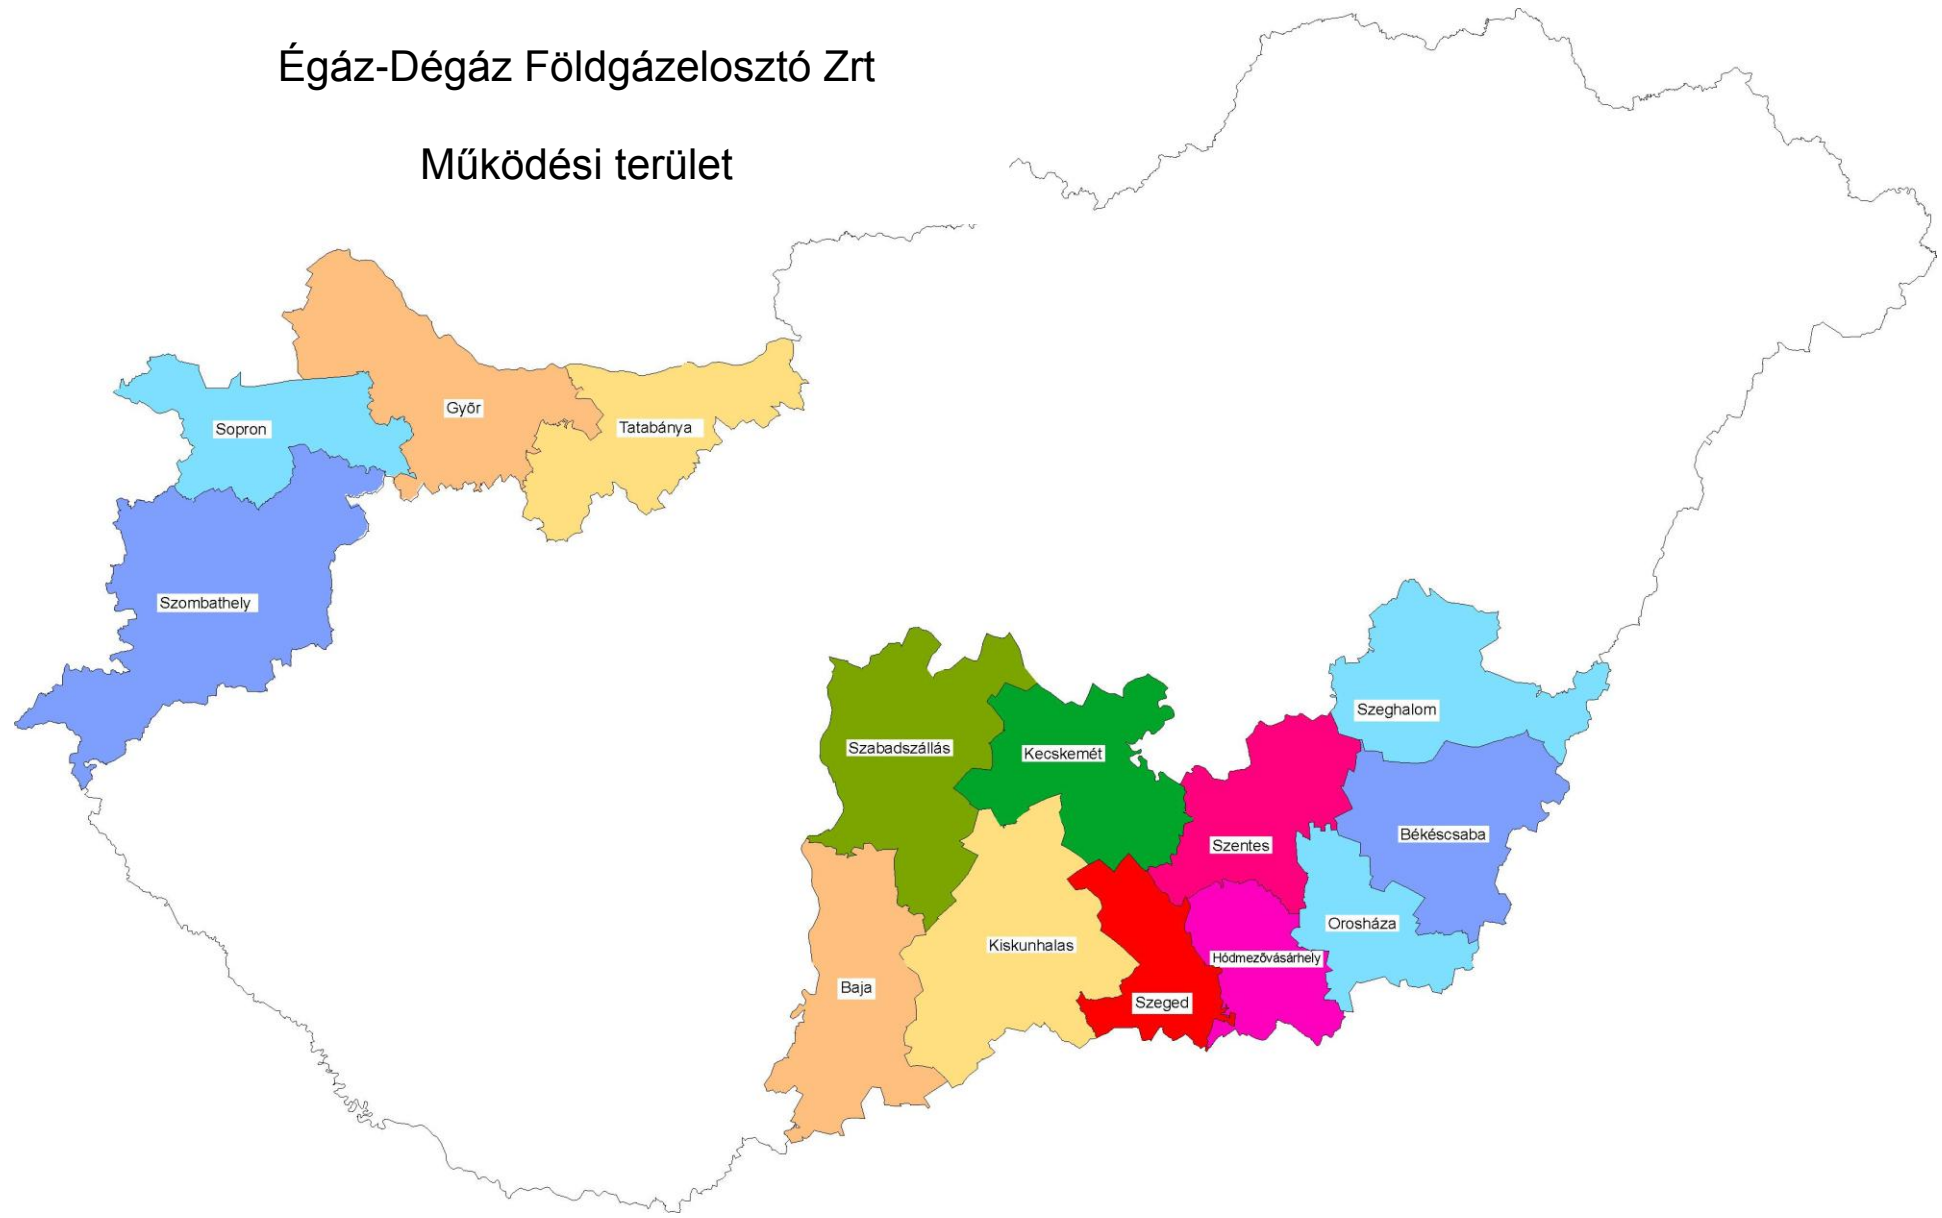 Égáz-Dégáz Földgázelosztó Zrt
Működési terület
Győr
Sopron
Tatabánya
Szombathely
Szeghalom
Szabadszállás
Kecskemét
Békéscsaba
Szentes
Orosháza
Kiskunhalas
Hódmezõvásárhely
Baja
Szeged